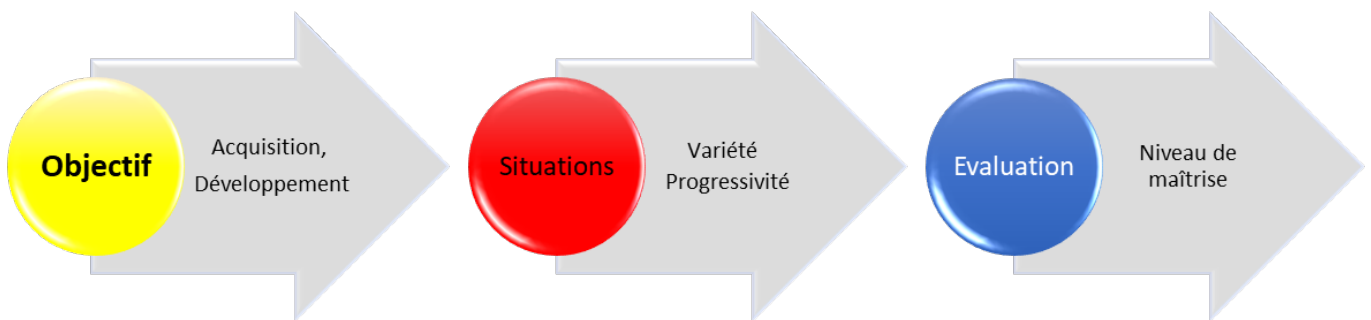 Objectif
Acquisition,
Développement
Situations
Variété
Progressivité
Evaluation
Niveau de
maîtrise